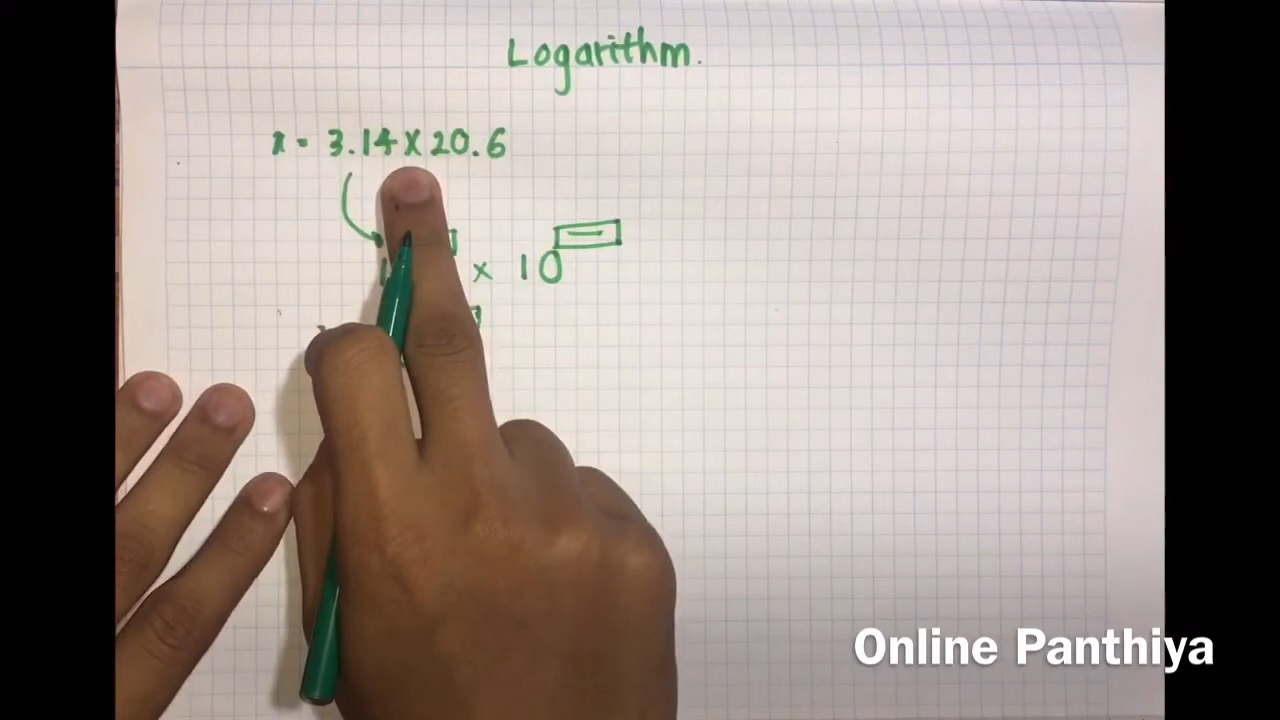 Logarithm.
x = 3.14 x 20.6
x 10
Online Panthiya